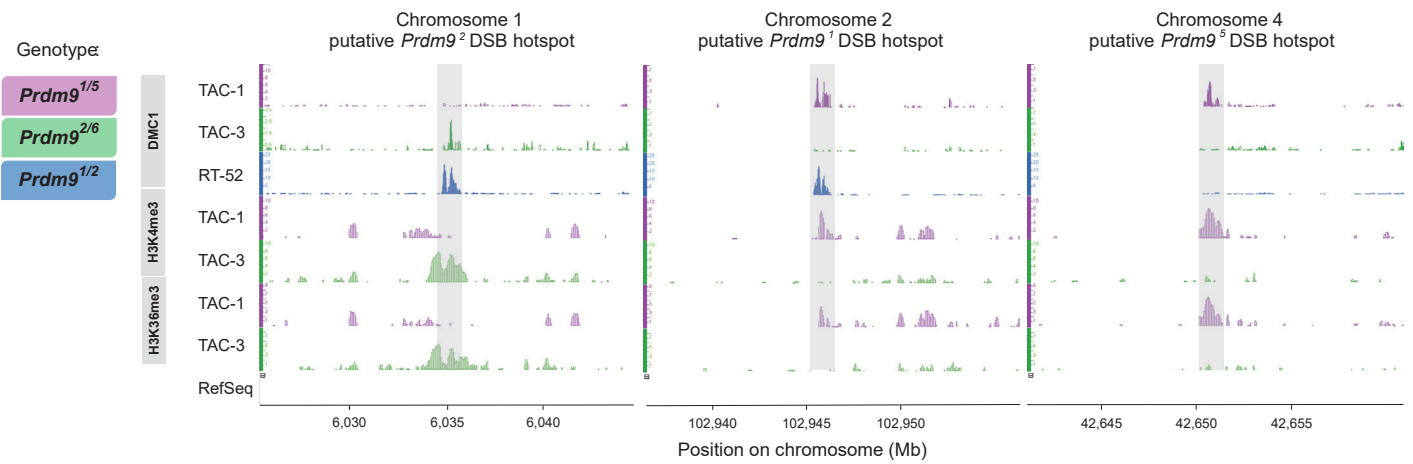 Chromosome 1
putative Prdm9 2 DSB hotspot
Chromosome 2
putative Prdm9 1 DSB hotspot
Chromosome 4
putative Prdm9 5 DSB hotspot
Genotype:
Prdm9 1/5
Prdm9 2/6
Prdm9 1/2
DMC1
H3K4me3
H3K36me3
TAC-1
TAC-3
RT-52
TAC-1
TAC-3
TAC-1
TAC-3
RefSeq
6,030 6,035 6,040
102,940 102,945 102,950
42,645 42,650 42,655
Position on chromosome (Mb)